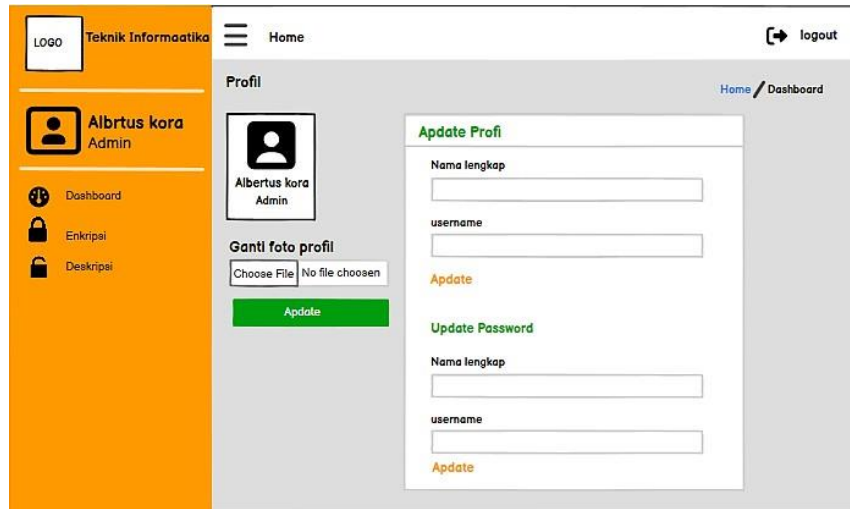 LOGO
Teknik Informaatika
Albrtus kora
Admin
Dashboard
Enkripsi
Deskripsi
Home
logout
Profil
Home / Dashboard
Albertus kora
Admin
Ganti foto profil
Choose File No file choosen
Apdate
Apdate Profi
Nama lengkap
username
Apdate
Update Password
Nama lengkap
username
Apdate